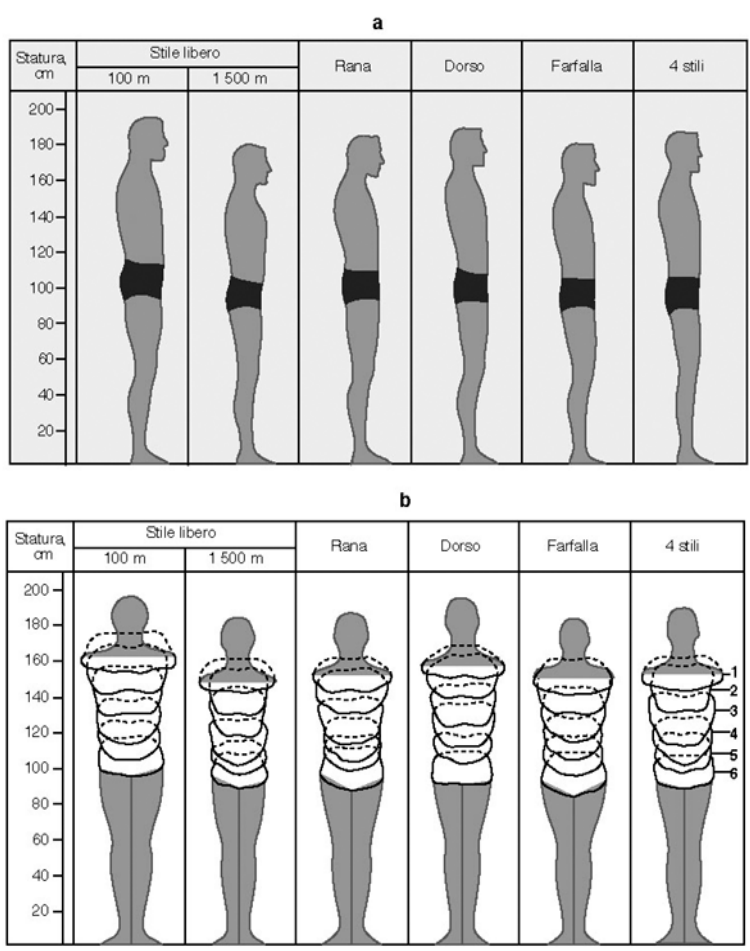 a
Statura, cm
Stile libero
100 m
1 500 m
Rana
Dorso
Farfalla
4 stili
200
180
160
140
120
100
80
60
40
20
b
Statura, cm
Stile libero
100 m
1 500 m
Rana
Dorso
Farfalla
4 stili
200
180
160
140
120
100
80
60
40
20
1
2
3
4
5
6